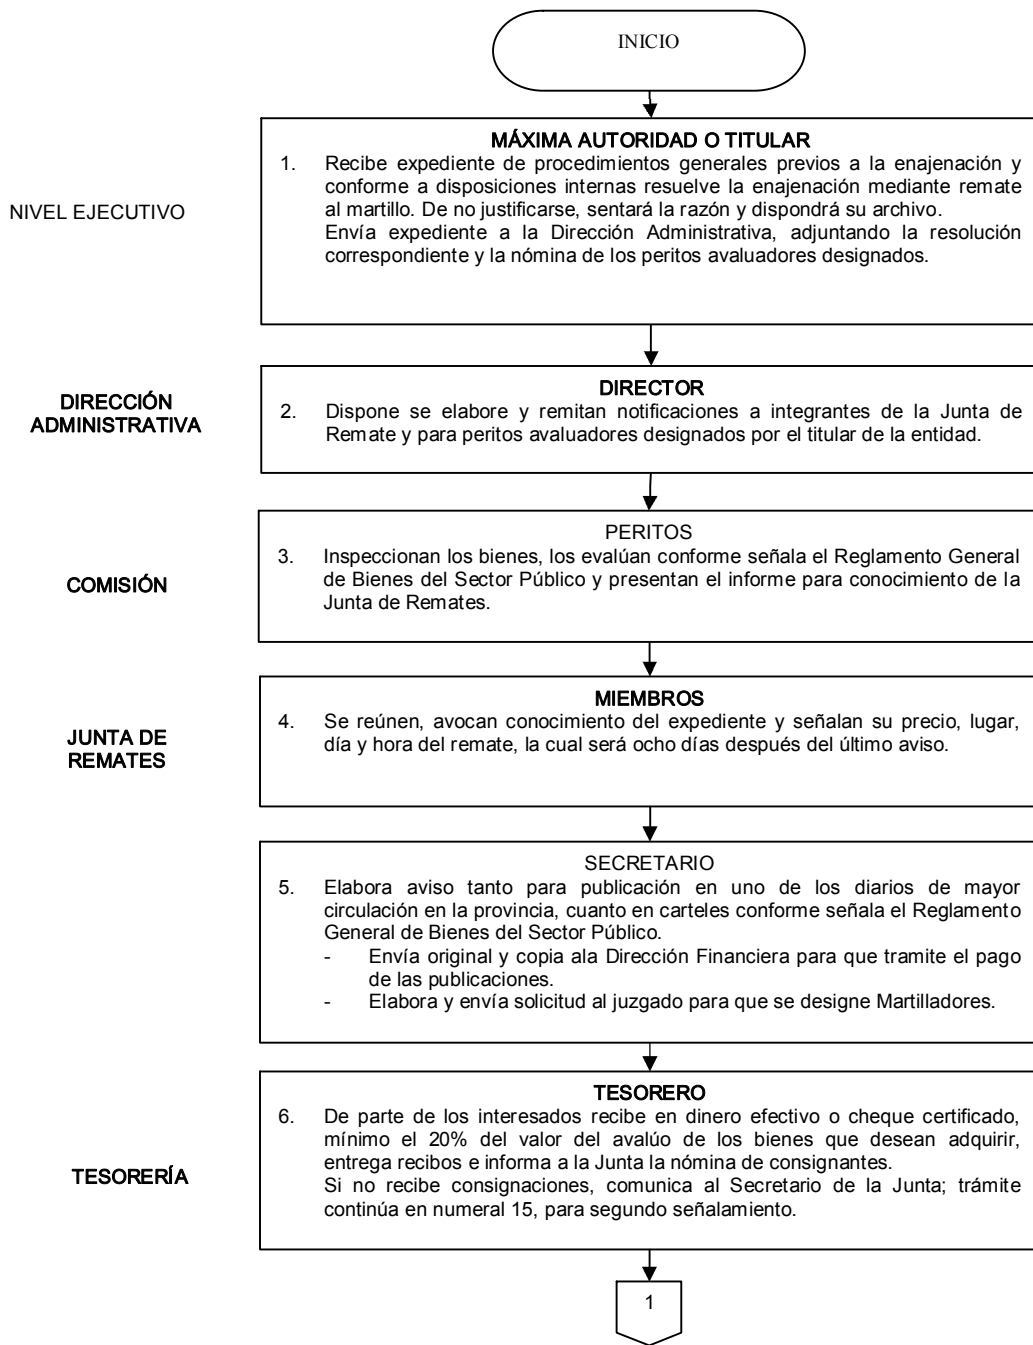 INICIO
MÁXIMA AUTORIDAD O TITULAR
1. Recibe expediente de procedimientos generales previos a la enajenación y
conforme a disposiciones internas resuelve la enajenación mediante remate
al martillo. De no justificarse, sentará la razón y dispondrá su archivo.
Envía expediente a la Dirección Administrativa, adjuntando la resolución
correspondiente y la nómina de los peritos avaluadores designados.
NIVEL EJECUTIVO
DIRECCIÓN
ADMINISTRATIVA
DIRECTOR
2. Dispone se elabore y remitan notificaciones a integrantes de la Junta de
Remate y para peritos avaluadores designados por el titular de la entidad.
COMISIÓN
PERITOS
3. Inspeccionan los bienes, los evalúan conforme señala el Reglamento General
de Bienes del Sector Público y presentan el informe para conocimiento de la
Junta de Remates.
JUNTA DE
REMATES
MIEMBROS
4. Se reúnen, avocan conocimiento del expediente y señalan su precio, lugar,
día y hora del remate, la cual será ocho días después del último aviso.
SECRETARIO
5. Elabora aviso tanto para publicación en uno de los diarios de mayor
circulación en la provincia, cuanto en carteles conforme señala el Reglamento
General de Bienes del Sector Público.
- Envía original y copia ala Dirección Financiera para que tramite el pago
de las publicaciones.
- Elabora y envía solicitud al juzgado para que se designe Martilladores.
TESORERÍA
TESORERO
6. De parte de los interesados recibe en dinero efectivo o cheque certificado,
mínimo el 20% del valor del avalúo de los bienes que desean adquirir,
entrega recibos e informa a la Junta la nómina de consignantes.
Si no recibe consignaciones, comunica al Secretario de la Junta; trámite
continúa en numeral 15, para segundo señalamiento.
1